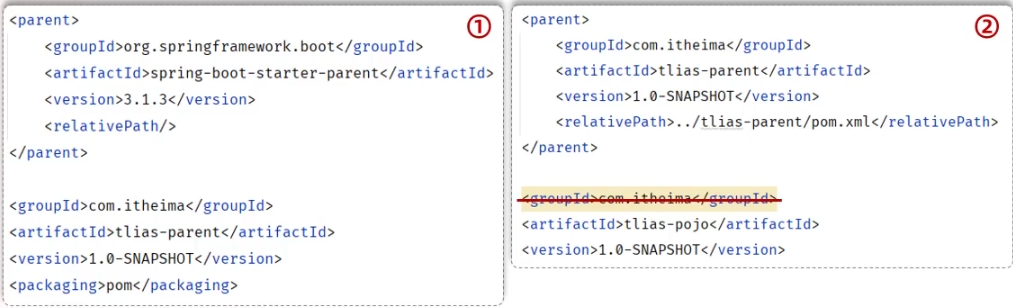 ①
<parent>
<groupId>org.springframework.boot</groupId>
<artifactId>spring-boot-starter-parent</artifactId>
<version>3.1.3</version>
<relativePath/>
</parent>
<groupId>com.itheima</groupId>
<artifactId>tlias-parent</artifactId>
<version>1.0-SNAPSHOT</version>
<packaging>pom</packaging>
②
<parent>
<groupId>com.itheima</groupId>
<artifactId>tlias-parent</artifactId>
<version>1.0-SNAPSHOT</version>
<relativePath>../tlias-parent/pom.xml</relativePath>
</parent>
<groupId>com.itheima</groupId>
<artifactId>tlias-pojo</artifactId>
<version>1.0-SNAPSHOT</version>